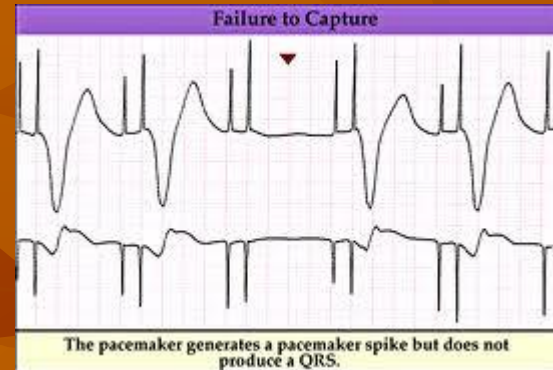 Failure to Capture
The pacemaker generates a pacemaker spike but does not
produce a QRS.